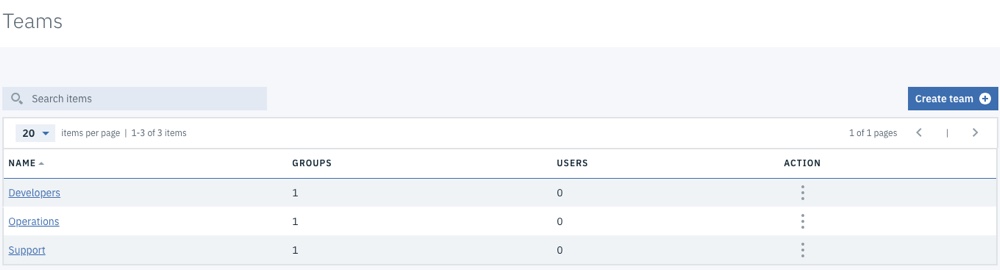 Teams
Search items
Create team
20 items per page | 1-3 of 3 items 1 of 1 pages |
NAME GROUPS USERS ACTION
Developers 1 0
Operations 1 0
Support 1 0